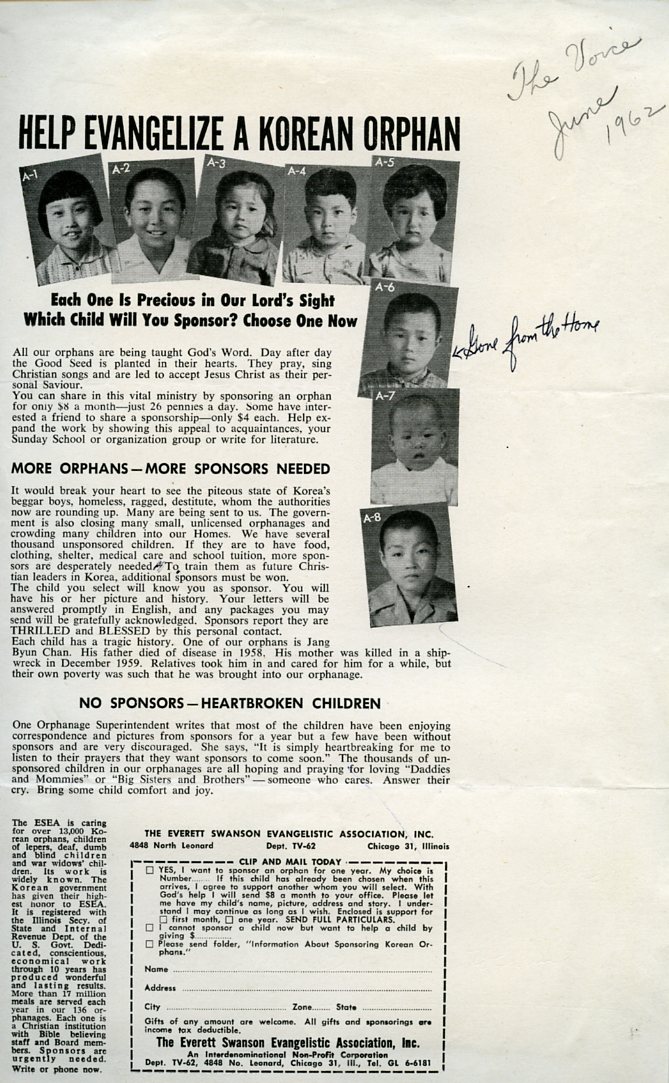 The Voice
June 1962
HELP EVANGELIZE A KOREAN ORPHAN
A-1
A-2
A-3
A-4
A-5
Each One Is Precious in Our Lord's Sight
Which Child Will You Sponsor? Choose One Now
A-6
Gone from the Home
A-7
A-8
All our orphans are being taught God's Word. Day after day
the Good Seed is planted in their hearts. They pray, sing
Christian songs and are led to accept Jesus Christ as their per-
sonal Saviour.
You can share in this vital ministry by sponsoring an orphan
for only $8 a month—just 26 pennies a day. Some have inter-
ested a friend to share a sponsorship—only $4 each. Help ex-
pand the work by showing this appeal to acquaintances, your
Sunday School or organization group or write for literature.
MORE ORPHANS—MORE SPONSORS NEEDED
It would break your heart to see the piteous state of Korea's
beggar boys, homeless, ragged, destitute, whom the authorities
now are rounding up. Many are being sent to us. The govern-
ment is also closing many small, unlicensed orphanages and
crowding many children into our Homes. We have several
thousand unsponsored children. If they are to have food,
clothing, shelter, medical care and school tuition, more spon-
sors are desperately needed. To train them as future Chris-
tian leaders in Korea, additional sponsors must be won.
The child you select will know you as sponsor. You will
have his or her picture and history. Your letters will be
answered promptly in English, and any packages you may
send will be gratefully acknowledged. Sponsors report they are
THRILLED and BLESSED by this personal contact.
Each child has a tragic history. One of our orphans is Jang
Byun Chan. His father died of disease in 1958. His mother was killed in a ship-
wreck in December 1959. Relatives took him in and cared for him for a while, but
their own poverty was such that he was brought into our orphanage.
NO SPONSORS—HEARTBROKEN CHILDREN
One Orphanage Superintendent writes that most of the children have been enjoying
correspondence and pictures from sponsors for a year but a few have been without
sponsors and are very discouraged. She says, "It is simply heartbreaking for me to
listen to their prayers that they want sponsors to come soon." The thousands of un-
sponsored children in our orphanages are all hoping and praying for loving "Daddies
and Mommies" or "Big Sisters and Brothers"—someone who cares. Answer their
cry. Bring some child comfort and joy.
The ESEA is caring
for over 13,000 Ko-
rean orphans, children
of lepers, deaf, dumb
and blind children
and war widows' chil-
dren. Its work is
widely known. The
Korean government
has given their high-
est honor to ESEA.
It is registered with
the Illinois Secy. of
State and Internal
Revenue Dept. of the
U. S. Govt. Dedi-
cated, conscientious,
economical work
through 10 years has
produced wonderful
and lasting results.
More than 17 million
meals are served each
year in our 136 or-
phanages. Each one is
a Christian institution
with Bible believing
staff and Board mem-
bers. Sponsors are
urgently needed.
Write or phone now.
THE EVERETT SWANSON EVANGELISTIC ASSOCIATION, INC.
4848 North Leonard Dept. TV-62 Chicago 31, Illinois
CLIP AND MAIL TODAY
YES, I want to sponsor an orphan for one year. My choice is
Number........ If this child has already been chosen when this
arrives, I agree to support another whom you will select. With
God's help I will send $8 a month to your office. Please let
me have my child's name, picture, address and story. I under-
stand I may continue as long as I wish. Enclosed is support for
first month, one year. SEND FULL PARTICULARS.
I cannot sponsor a child now but want to help a child by
giving $............
Please send folder, "Information About Sponsoring Korean Or-
phans."
Name
Address
City Zone State
Gifts of any amount are welcome. All gifts and sponsorings are
income tax deductible.
The Everett Swanson Evangelistic Association, Inc.
An Interdenominational Non-Profit Corporation
Dept. TV-62, 4848 No. Leonard, Chicago 31, Ill., Tel. GL 6-6181